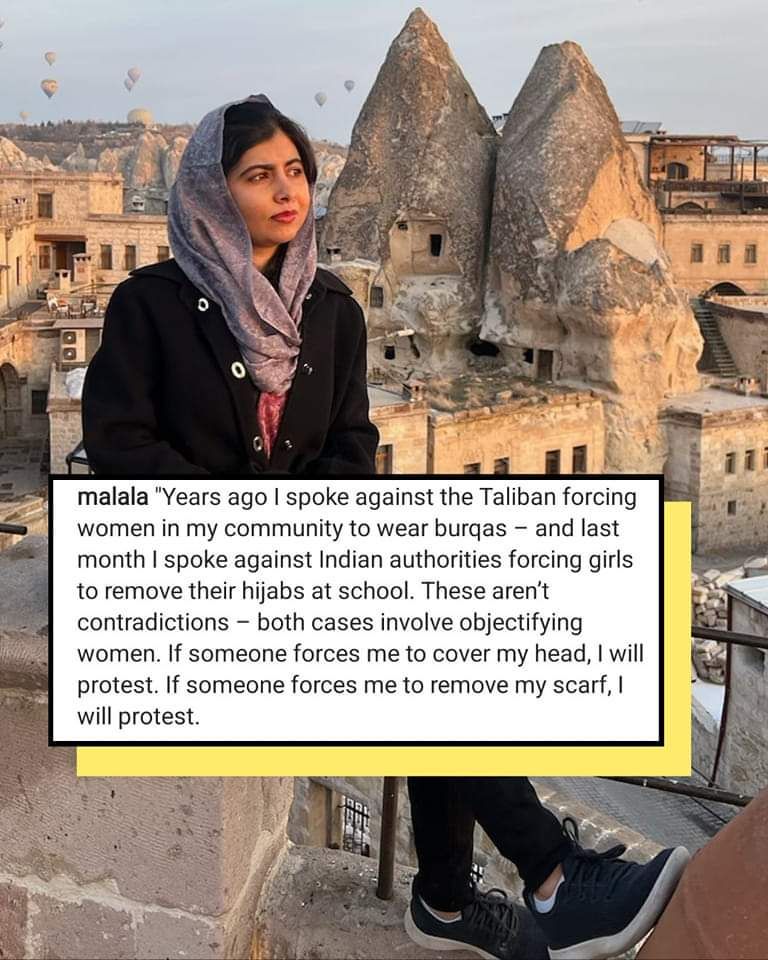 malala "Years ago I spoke against the Taliban forcing
women in my community to wear burqas – and last
month I spoke against Indian authorities forcing girls
to remove their hijabs at school. These aren’t
contradictions – both cases involve objectifying
women. If someone forces me to cover my head, I will
protest. If someone forces me to remove my scarf, I
will protest.